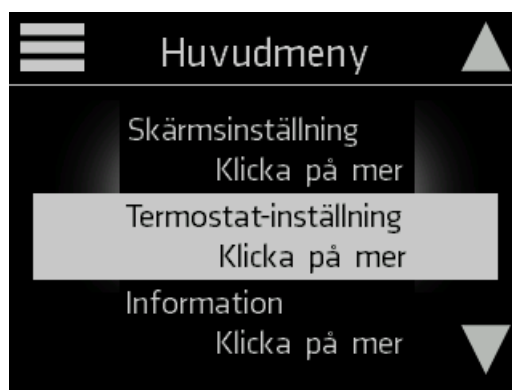 Huvudmeny
Skärmsinställning
Klicka på mer
Termostat-inställning
Klicka på mer
Information
Klicka på mer